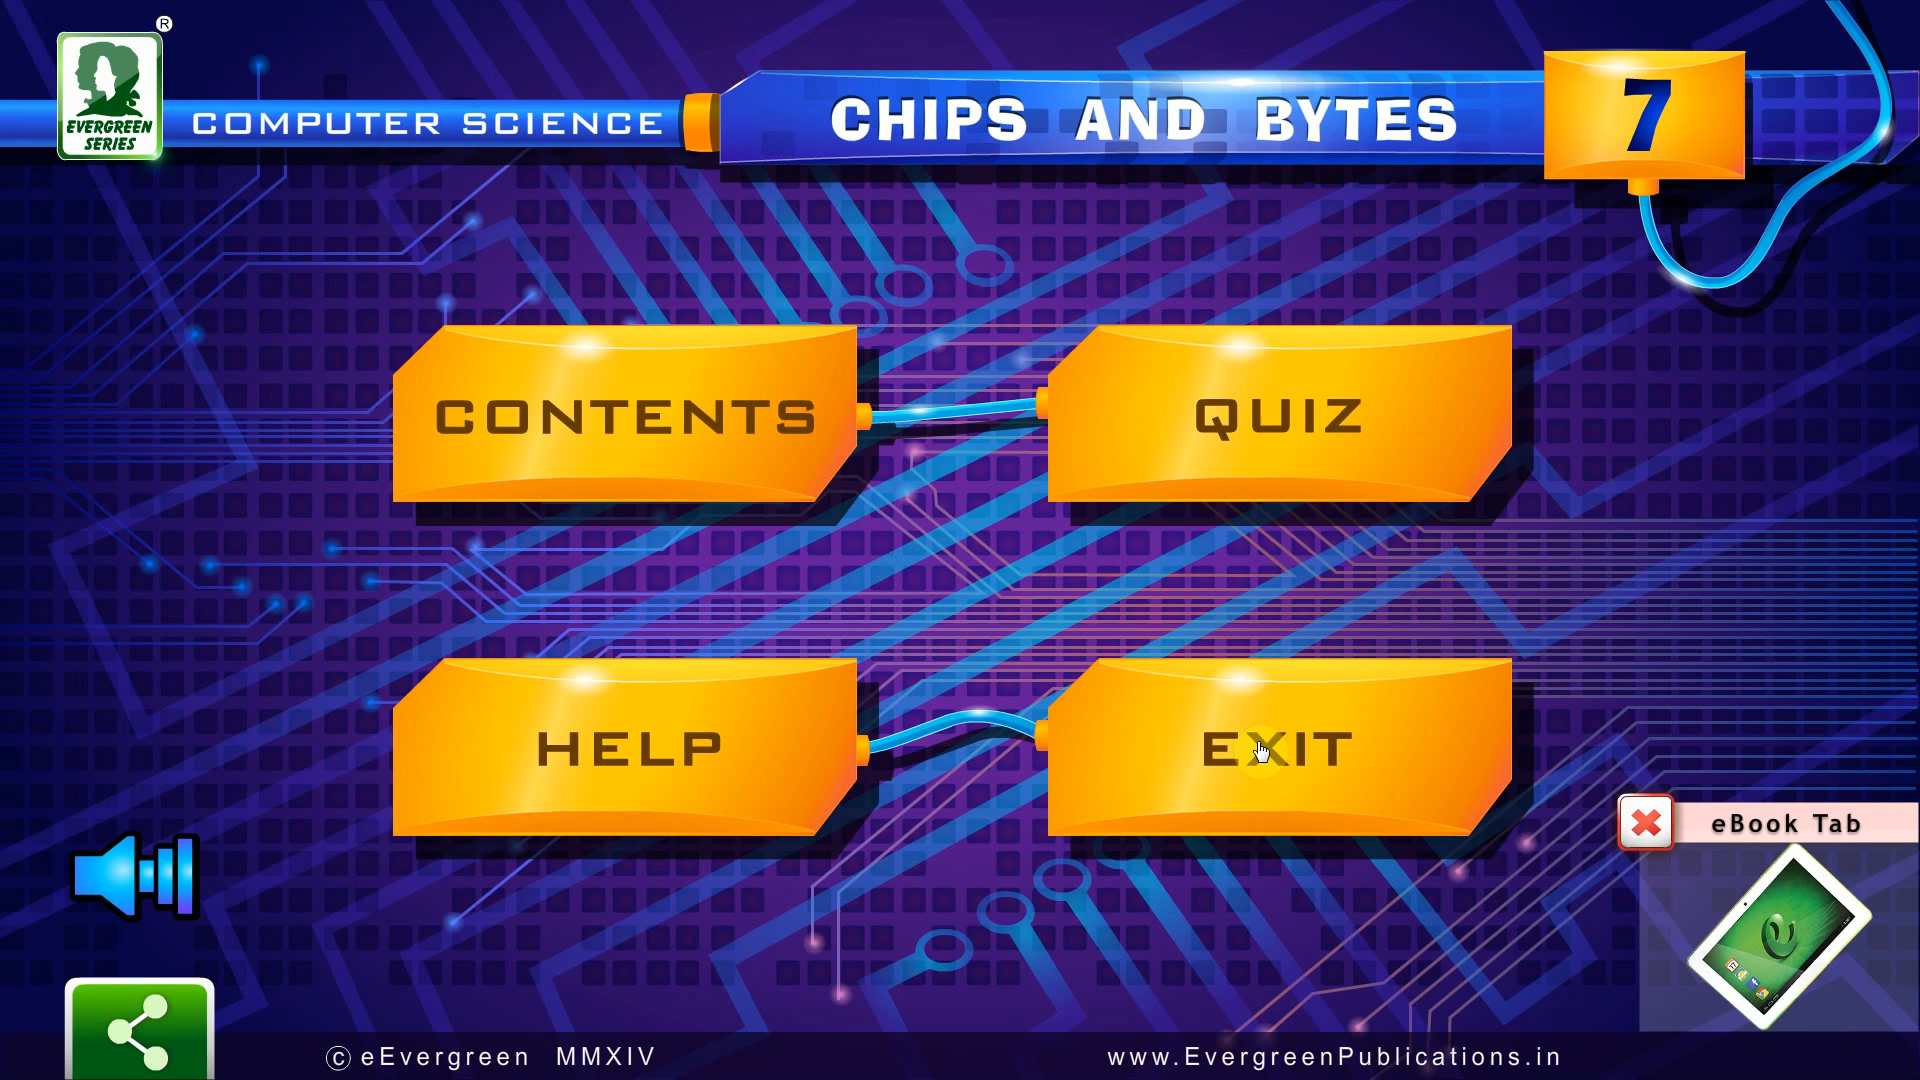 ®
EVERGREEN
SERIES
COMPUTER SCIENCE
CHIPS AND BYTES
7
CONTENTS
QUIZ
HELP
EXIT
eBook Tab
© eEvergreen MMXIV
www.EvergreenPublications.in